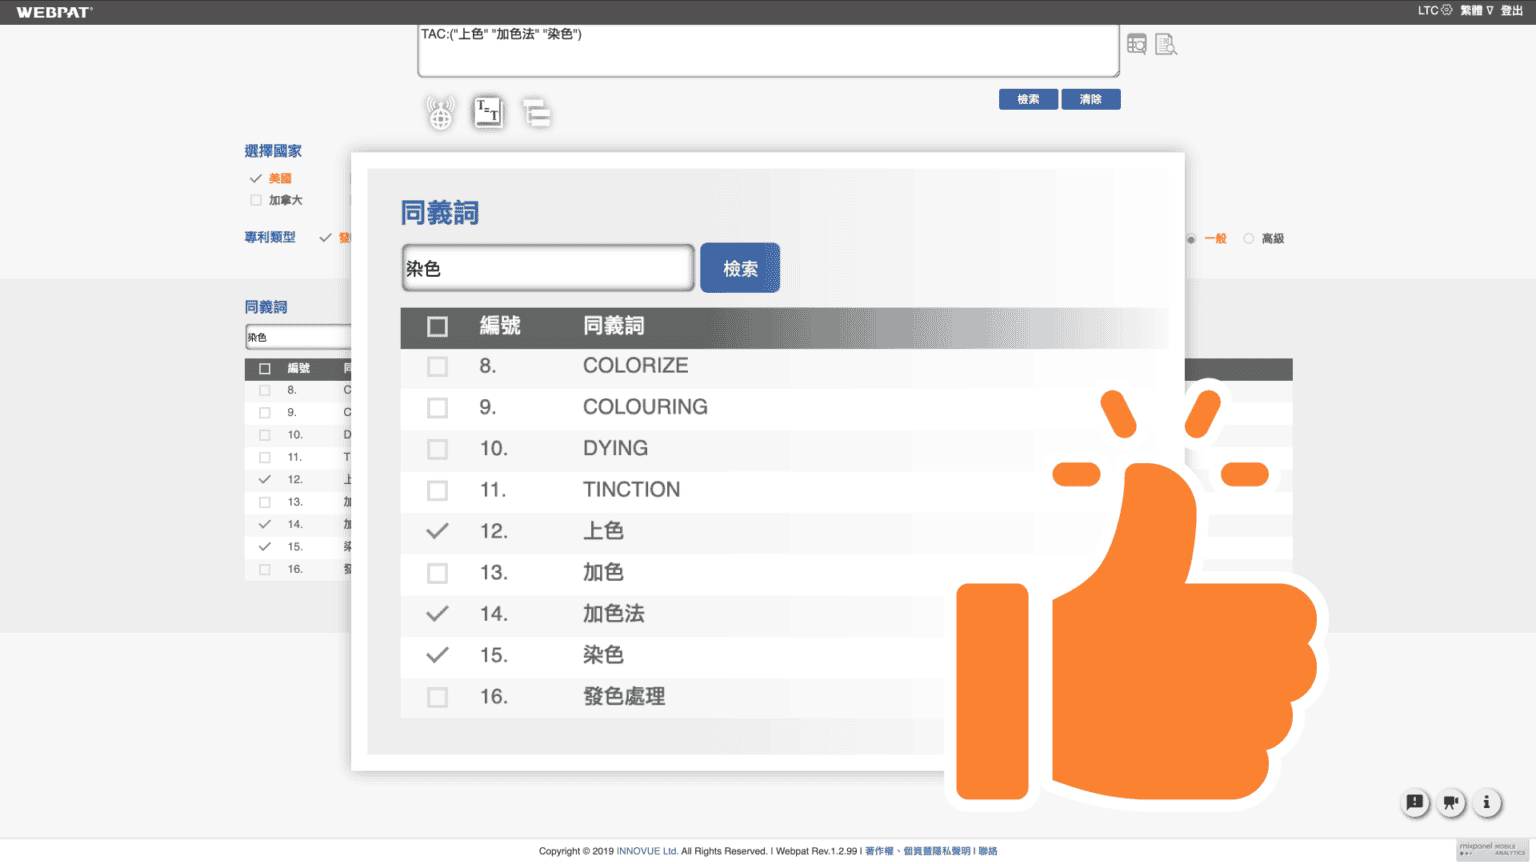 WEBPAT®
LTC 繁體 ∇ 登出
TAC:("上色" "加色法" "染色")
T=T
檢索 清除
選擇國家
美國
加拿大
專利類型
一般 高級
同義詞
染色
編號
8. C
9. C
10. D
11. T
12. 上
13. 加
14. 加
15. 染
16. 發
同義詞
染色 檢索
編號 同義詞
8. COLORIZE
9. COLOURING
10. DYING
11. TINCTION
12. 上色
13. 加色
14. 加色法
15. 染色
16. 發色處理
Copyright © 2019 INNOVUE Ltd. All Rights Reserved. I Webpat Rev.1.2.99 I 著作權、個資暨隱私聲明 I 聯絡
mixpanel MOBILE ANALYTICS